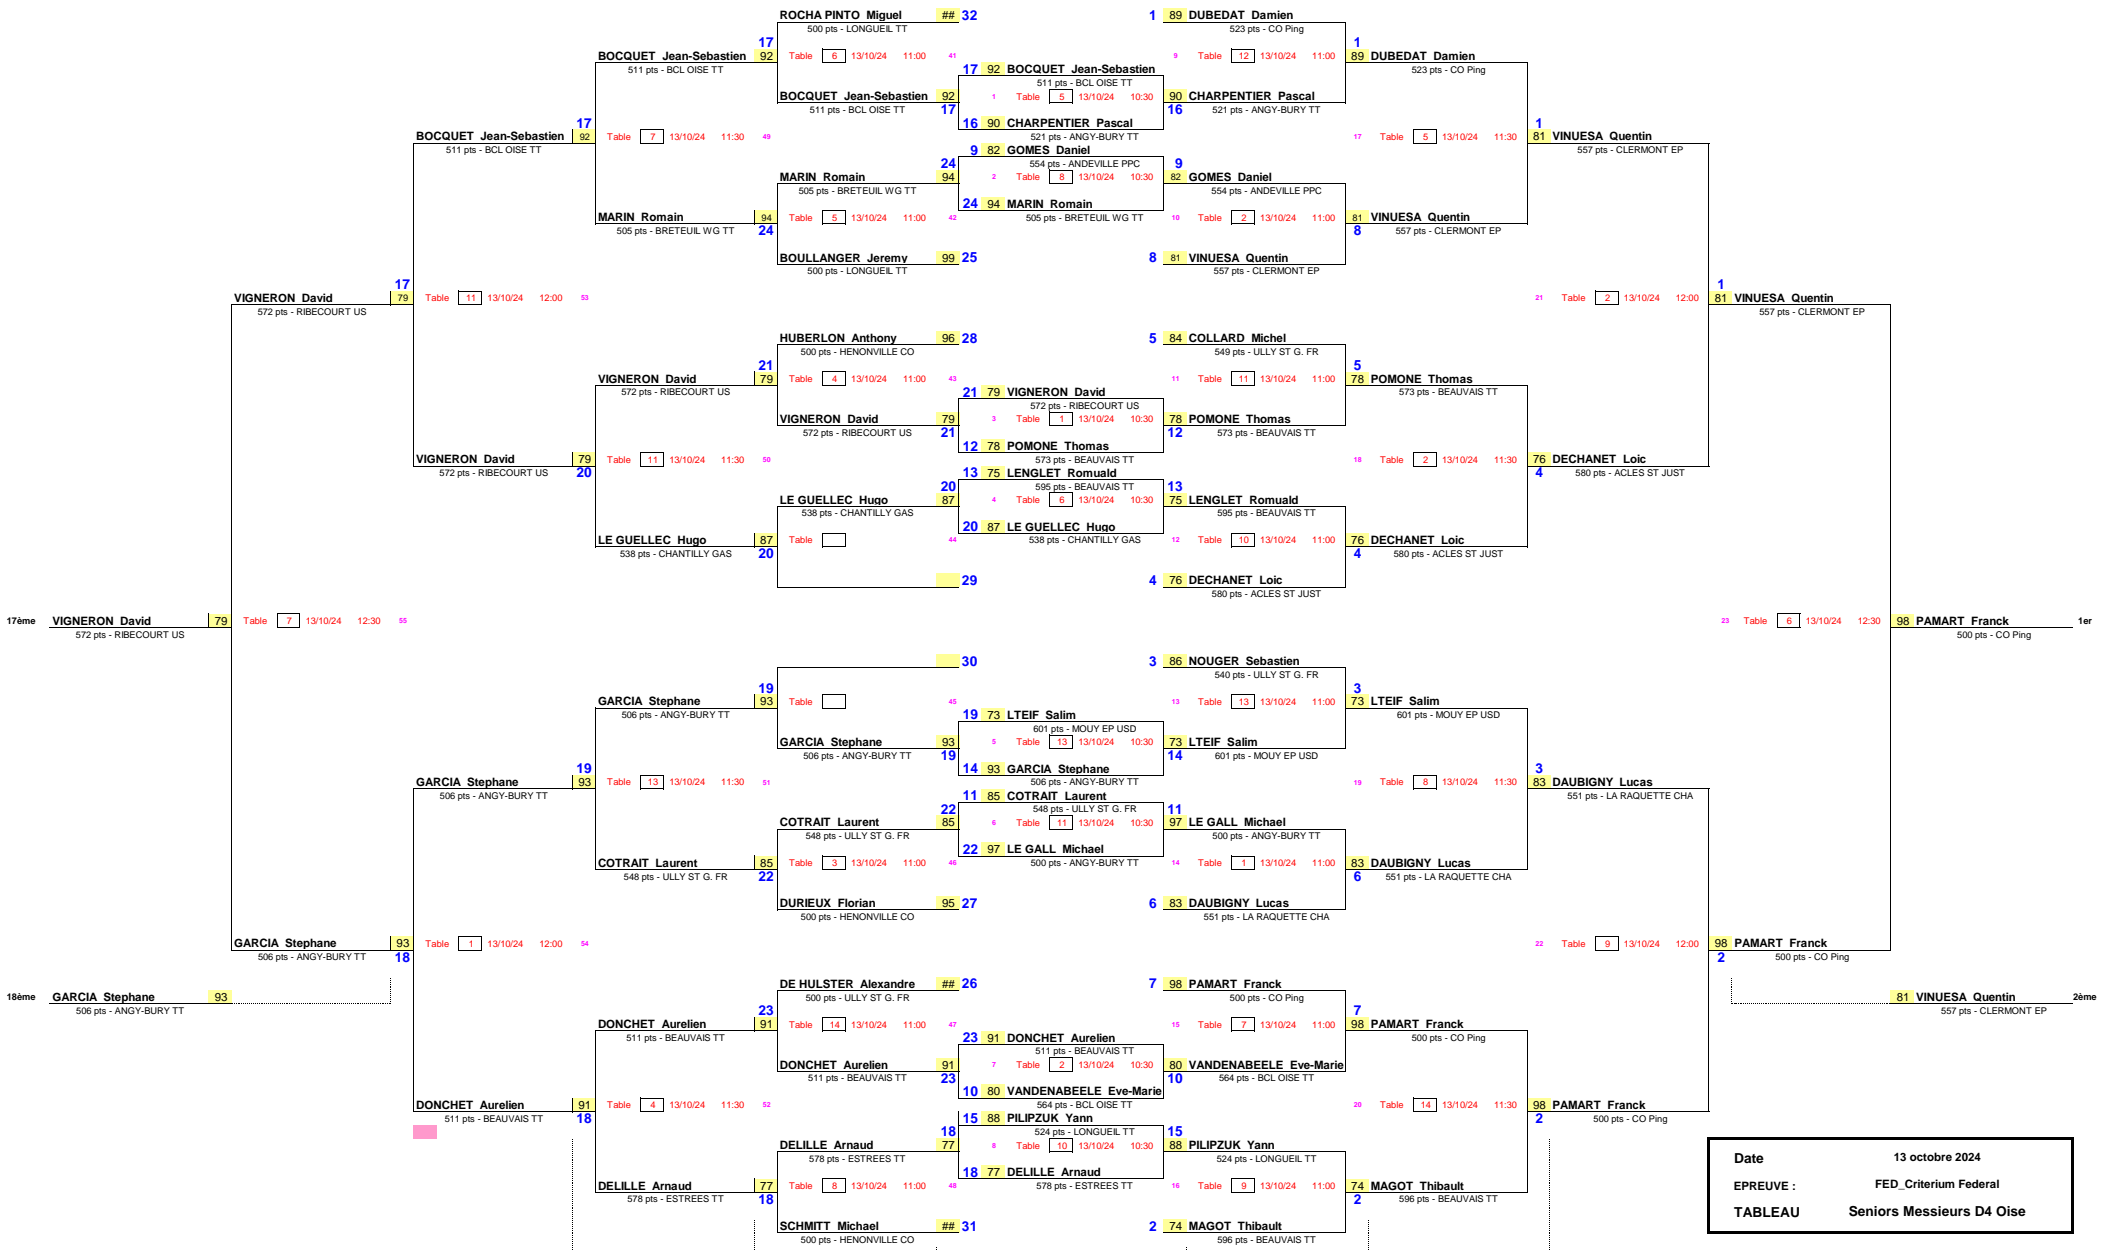 ROCHA PINTO Miguel ## 32 1 89 DUBEDAT Damien
500 pts - LONGUEIL TT 523 pts - CO Ping
17 1
BOCQUET Jean-Sebastien 92 Table 6 13/10/24 11:00 41 9 Table 12 13/10/24 11:00 89 DUBEDAT Damien
511 pts - BCL OISE TT 17 92 BOCQUET Jean-Sebastien 523 pts - CO Ping
511 pts - BCL OISE TT
BOCQUET Jean-Sebastien 92 1 Table 5 13/10/24 10:30 90 CHARPENTIER Pascal
511 pts - BCL OISE TT 17 16 521 pts - ANGY-BURY TT
17 16 90 CHARPENTIER Pascal 1
BOCQUET Jean-Sebastien 92 Table 7 13/10/24 11:30 49 521 pts - ANGY-BURY TT 17 Table 5 13/10/24 11:30 81 VINUESA Quentin
511 pts - BCL OISE TT 9 82 GOMES Daniel 557 pts - CLERMONT EP
24 554 pts - ANDEVILLE PPC 9
MARIN Romain 94 2 Table 8 13/10/24 10:30 82 GOMES Daniel
505 pts - BRETEUIL WG TT 554 pts - ANDEVILLE PPC
24 94 MARIN Romain
MARIN Romain 94 Table 5 13/10/24 11:00 42 505 pts - BRETEUIL WG TT 10 Table 2 13/10/24 11:00 81 VINUESA Quentin
505 pts - BRETEUIL WG TT 24 8 557 pts - CLERMONT EP
BOULLANGER Jeremy 99 25 8 81 VINUESA Quentin
500 pts - LONGUEIL TT 557 pts - CLERMONT EP
17 1
VIGNERON David 79 Table 11 13/10/24 12:00 53 21 Table 2 13/10/24 12:00 81 VINUESA Quentin
572 pts - RIBECOURT US 557 pts - CLERMONT EP
HUBERLON Anthony 96 28 5 84 COLLARD Michel
500 pts - HENONVILLE CO 549 pts - ULLY ST G. FR
21 5
VIGNERON David 79 Table 4 13/10/24 11:00 43 11 Table 11 13/10/24 11:00 78 POMONE Thomas
572 pts - RIBECOURT US 21 79 VIGNERON David 573 pts - BEAUVAIS TT
572 pts - RIBECOURT US
VIGNERON David 79 3 Table 1 13/10/24 10:30 78 POMONE Thomas
572 pts - RIBECOURT US 21 12 573 pts - BEAUVAIS TT
12 78 POMONE Thomas
VIGNERON David 79 Table 11 13/10/24 11:30 50 573 pts - BEAUVAIS TT 18 Table 2 13/10/24 11:30 76 DECHANET Loic
572 pts - RIBECOURT US 20 13 75 LENGLET Romuald 4 580 pts - ACLES ST JUST
20 595 pts - BEAUVAIS TT 13
LE GUELLEC Hugo 87 4 Table 6 13/10/24 10:30 75 LENGLET Romuald
538 pts - CHANTILLY GAS 595 pts - BEAUVAIS TT
20 87 LE GUELLEC Hugo
LE GUELLEC Hugo 87 Table 44 538 pts - CHANTILLY GAS 12 Table 10 13/10/24 11:00 76 DECHANET Loic
538 pts - CHANTILLY GAS 20 4 580 pts - ACLES ST JUST
29 4 76 DECHANET Loic
580 pts - ACLES ST JUST
17ème VIGNERON David 79 Table 7 13/10/24 12:30 55 23 Table 6 13/10/24 12:30 98 PAMART Franck 1er
572 pts - RIBECOURT US 500 pts - CO Ping
30 3 86 NOUGER Sebastien
540 pts - ULLY ST G. FR
19 3
GARCIA Stephane 93 Table 45 13 Table 13 13/10/24 11:00 73 LTEIF Salim
506 pts - ANGY-BURY TT 19 73 LTEIF Salim 601 pts - MOUY EP USD
601 pts - MOUY EP USD
GARCIA Stephane 93 5 Table 13 13/10/24 10:30 73 LTEIF Salim
506 pts - ANGY-BURY TT 19 14 601 pts - MOUY EP USD
19 14 93 GARCIA Stephane 3
GARCIA Stephane 93 Table 13 13/10/24 11:30 51 506 pts - ANGY-BURY TT 19 Table 8 13/10/24 11:30 83 DAUBIGNY Lucas
506 pts - ANGY-BURY TT 11 85 COTRAIT Laurent 551 pts - LA RAQUETTE CHA
22 548 pts - ULLY ST G. FR 11
COTRAIT Laurent 85 6 Table 11 13/10/24 10:30 97 LE GALL Michael
548 pts - ULLY ST G. FR 500 pts - ANGY-BURY TT
22 97 LE GALL Michael
COTRAIT Laurent 85 Table 3 13/10/24 11:00 46 500 pts - ANGY-BURY TT 14 Table 1 13/10/24 11:00 83 DAUBIGNY Lucas
548 pts - ULLY ST G. FR 22 6 551 pts - LA RAQUETTE CHA
DURIEUX Florian 95 27 6 83 DAUBIGNY Lucas
500 pts - HENONVILLE CO 551 pts - LA RAQUETTE CHA
GARCIA Stephane 93 Table 1 13/10/24 12:00 54 22 Table 9 13/10/24 12:00 98 PAMART Franck
506 pts - ANGY-BURY TT 18 2 500 pts - CO Ping
DE HULSTER Alexandre ## 26 7 98 PAMART Franck
18ème GARCIA Stephane 93 500 pts - ULLY ST G. FR 500 pts - CO Ping 81 VINUESA Quentin 2ème
506 pts - ANGY-BURY TT 23 7 557 pts - CLERMONT EP
DONCHET Aurelien 91 Table 14 13/10/24 11:00 47 15 Table 7 13/10/24 11:00 98 PAMART Franck
511 pts - BEAUVAIS TT 23 91 DONCHET Aurelien 500 pts - CO Ping
511 pts - BEAUVAIS TT
DONCHET Aurelien 91 7 Table 2 13/10/24 10:30 80 VANDENABEELE Eve-Marie
511 pts - BEAUVAIS TT 23 10 564 pts - BCL OISE TT
10 80 VANDENABEELE Eve-Marie
DONCHET Aurelien 91 Table 4 13/10/24 11:30 52 564 pts - BCL OISE TT 20 Table 14 13/10/24 11:30 98 PAMART Franck
511 pts - BEAUVAIS TT 18 15 88 PILIPZUK Yann 2 500 pts - CO Ping
18 524 pts - LONGUEIL TT 15
DELILLE Arnaud 77 8 Table 10 13/10/24 10:30 88 PILIPZUK Yann
578 pts - ESTREES TT 524 pts - LONGUEIL TT
18 77 DELILLE Arnaud
DELILLE Arnaud 77 Table 8 13/10/24 11:00 48 578 pts - ESTREES TT 16 Table 9 13/10/24 11:00 74 MAGOT Thibault
578 pts - ESTREES TT 18 2 596 pts - BEAUVAIS TT
SCHMITT Michael ## 31 2 74 MAGOT Thibault
500 pts - HENONVILLE CO 596 pts - BEAUVAIS TT
Date 13 octobre 2024
EPREUVE : FED_Criterium Federal
TABLEAU Seniors Messieurs D4 Oise